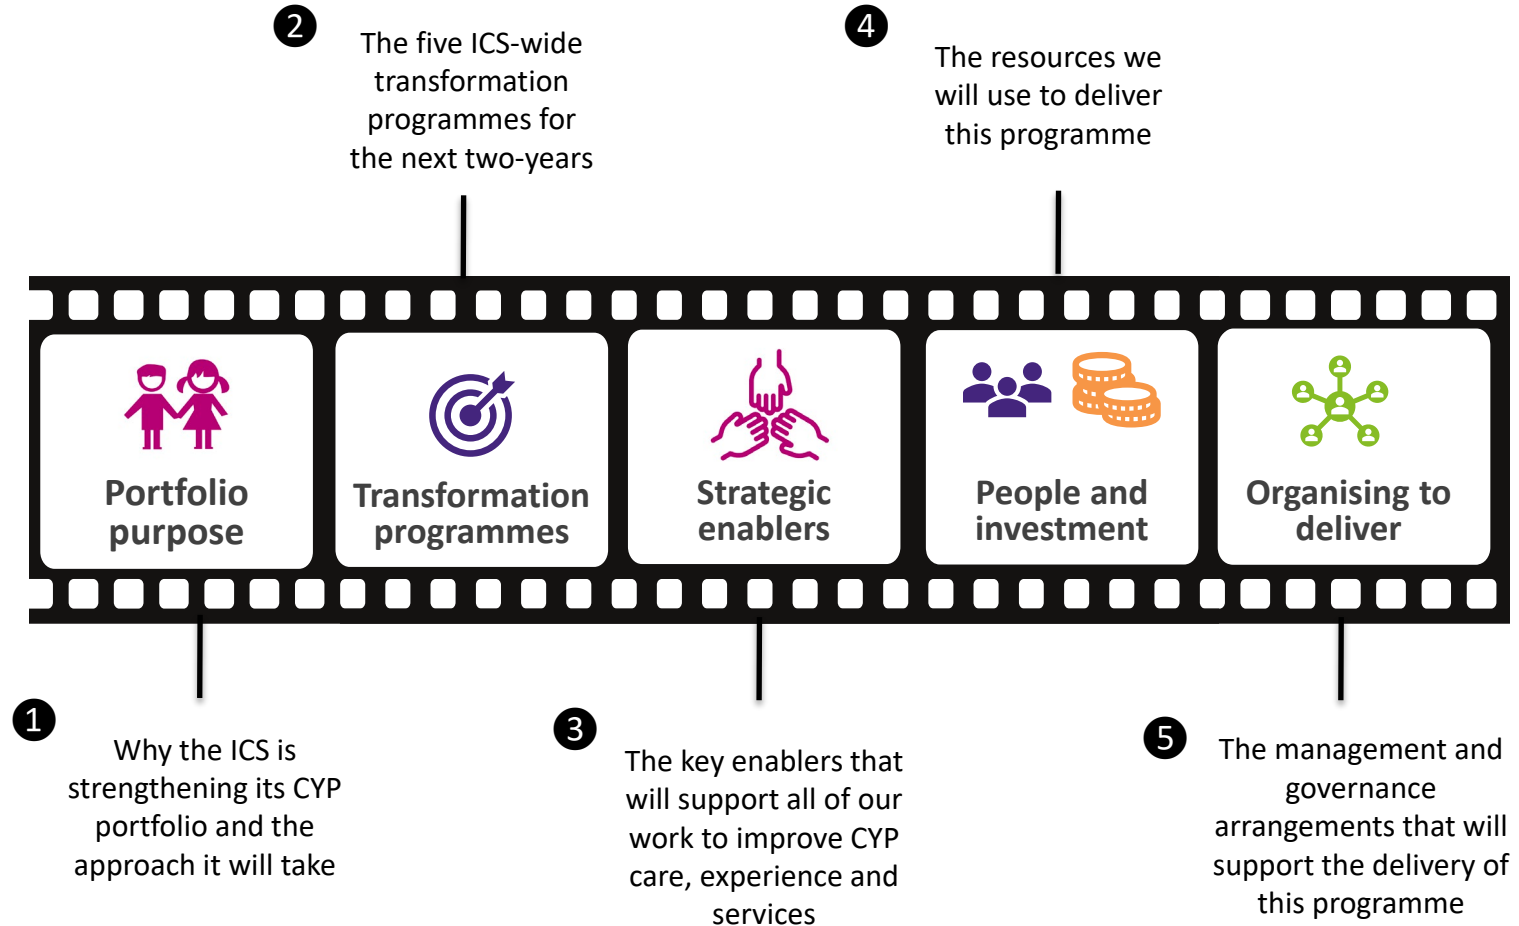 2
The five ICS-wide
transformation
programmes for
the next two-years
4
The resources we
will use to deliver
this programme
Portfolio
purpose
Transformation
programmes
Strategic
enablers
People and
investment
Organising to
deliver
1
Why the ICS is
strengthening its CYP
portfolio and the
approach it will take
3
The key enablers that
will support all of our
work to improve CYP
care, experience and
services
5
The management and
governance
arrangements that will
support the delivery of
this programme